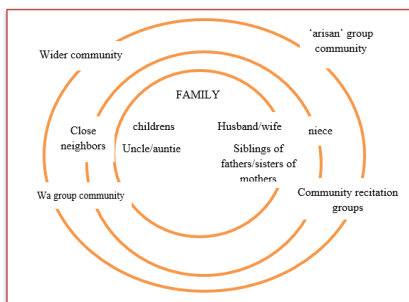 'arisan' group
community
Wider community
FAMILY
childrens
Husband/wife
Close
neighbors
niece
Uncle/auntie
Siblings of
fathers/sisters of
mothers
Wa group community
Community recitation
groups